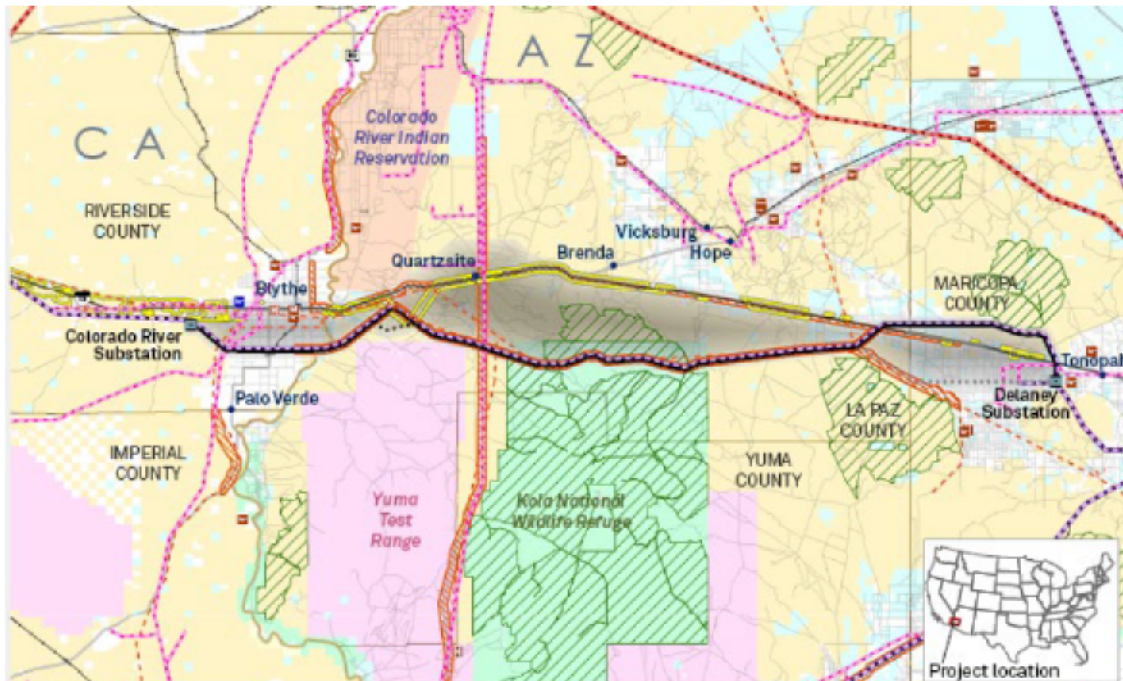 A Z
C A
Colorado
River Indian
Reservation
RIVERSIDE
COUNTY
Vicksburg
Hope
Brenda
Quartzsite
Blythe
MARICOPA
COUNTY
Colorado River
Substation
Tonopah
Delaney
Substation
Palo Verde
LA PAZ
COUNTY
IMPERIAL
COUNTY
YUMA
COUNTY
Yuma
Test
Range
Kola National
Wildlife Refuge
Project location